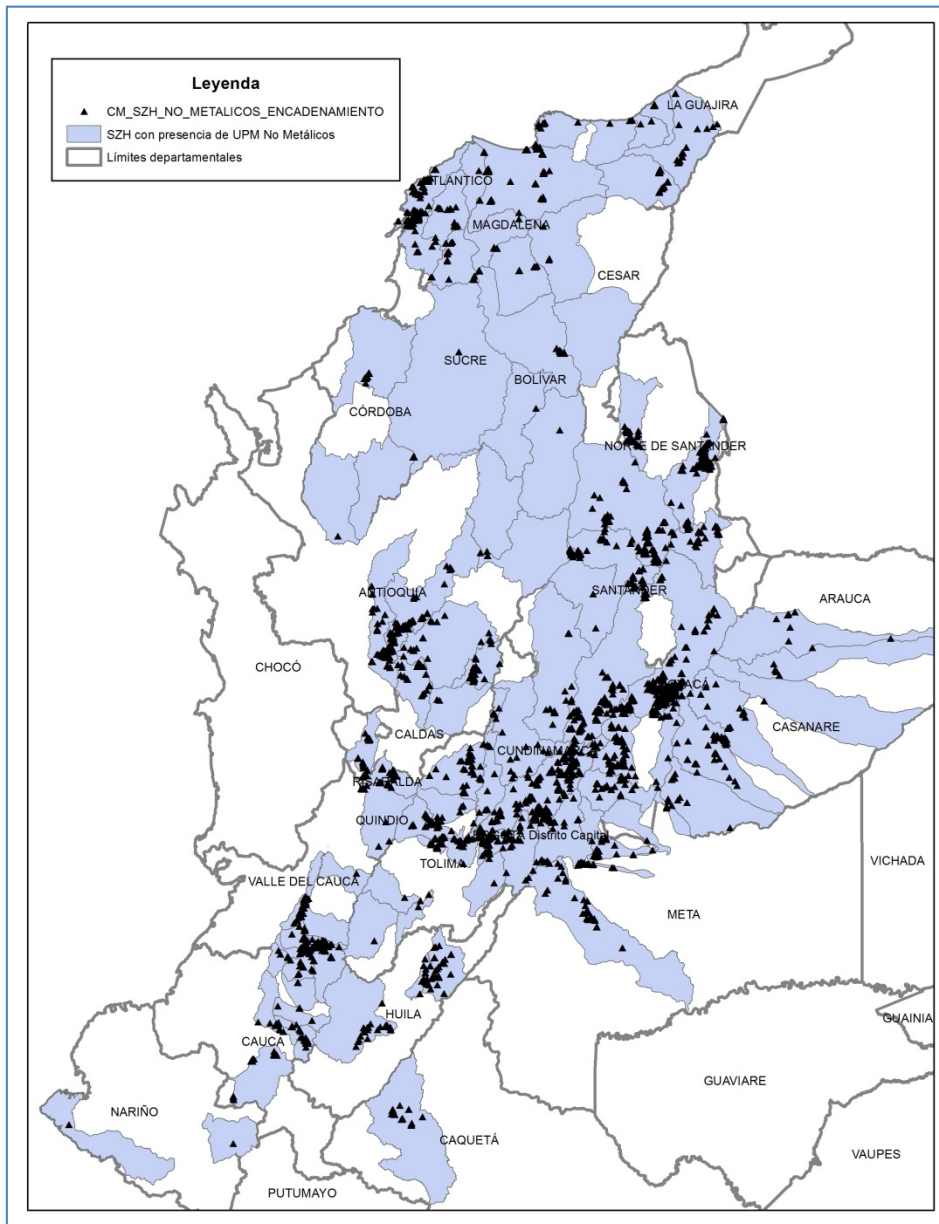 Leyenda
CM_SZH_NO_METALICOS_ENCADENAMIENTO
SZH con presencia de UPM No Metálicos
Límites departamentales
LA GUAJIRA
MAGDALENA
CESAR
SUCRE
BOLÍVAR
CÓRDOBA
NORTE DE SANTANDER
ANTIOQUIA
SANTANDER
ARAUCA
CHOCÓ
CASANARE
CALDAS
CUNDINAMARCA
RISARALDA
QUINDIO
Distrito Capital
TOLIMA
VICHADA
VALLE DEL CAUCA
META
HUILA
GUAINIA
CAUCA
GUAVIARE
NARIÑO
CAQUETÁ
VAUPES
PUTUMAYO